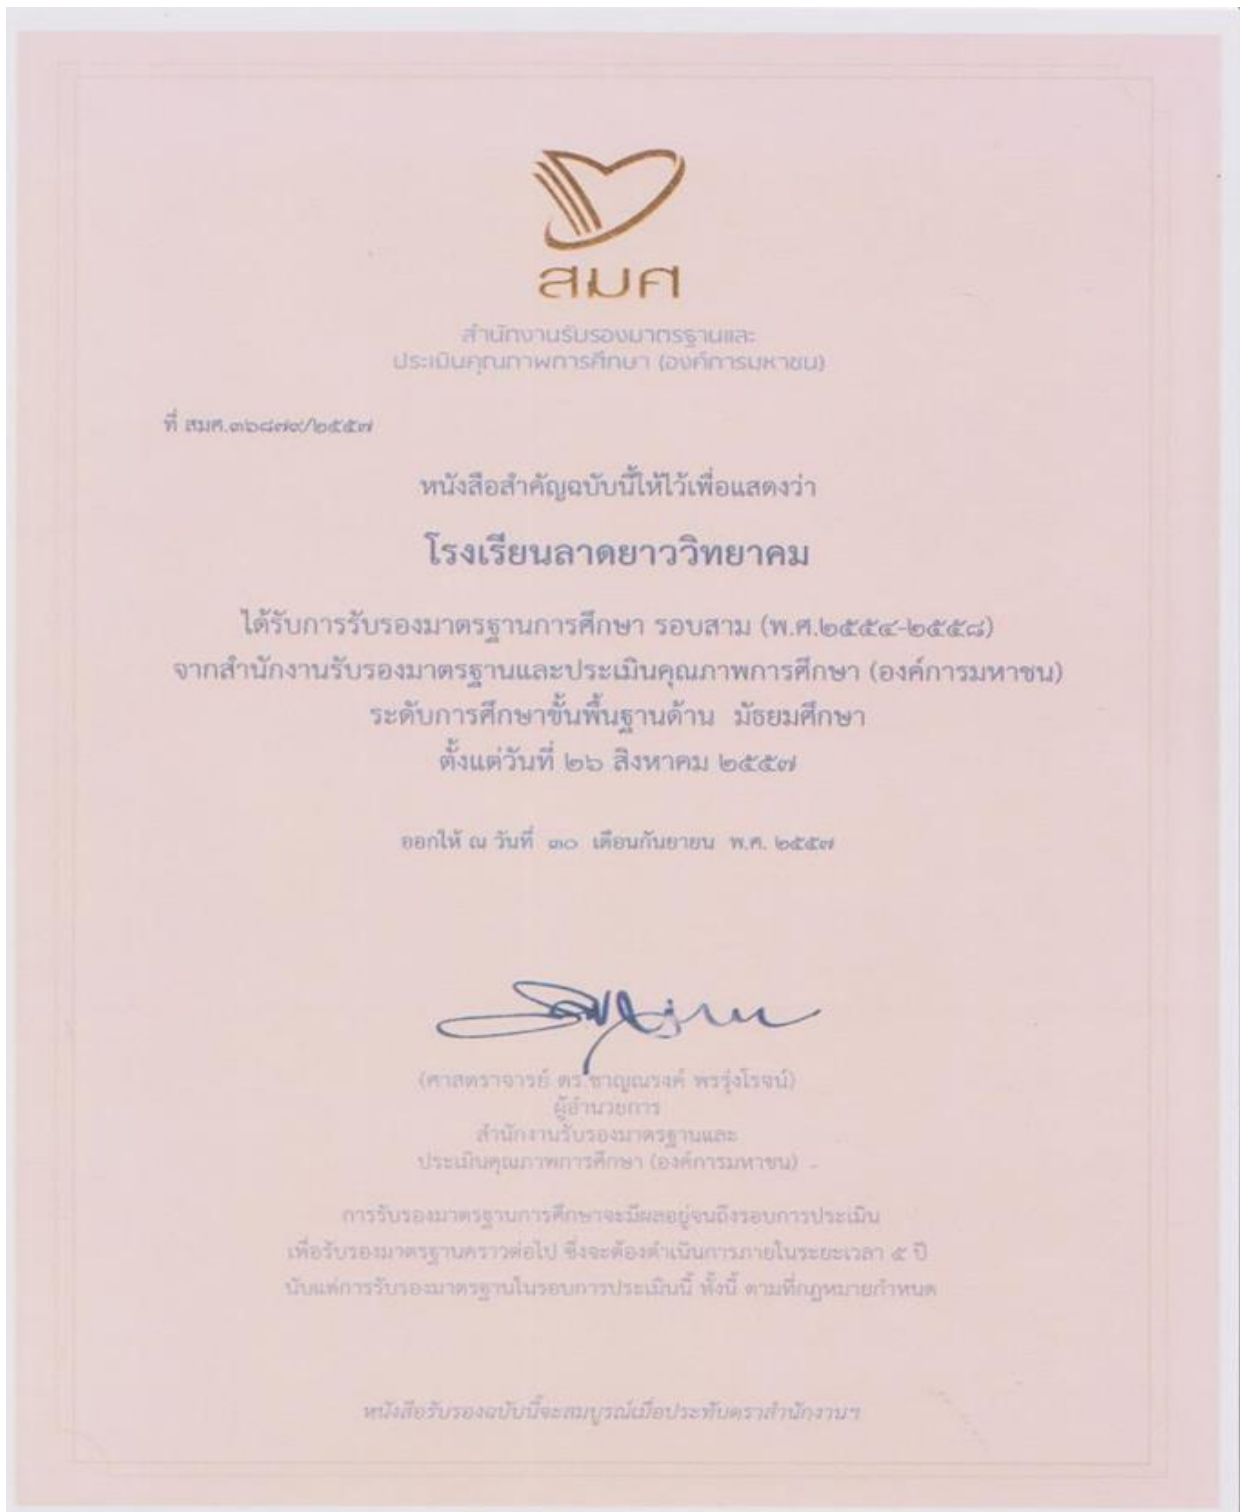 สมศ
สำนักงานรับรองมาตรฐานและ
ประเมินคุณภาพการศึกษา (องค์การมหาชน)
ที่ สมศ.๓๖๘๗๙/๒๕๕๗
หนังสือสำคัญฉบับนี้ให้ไว้เพื่อแสดงว่า
โรงเรียนลาดยาววิทยาคม
ได้รับการรับรองมาตรฐานการศึกษา รอบสาม (พ.ศ.๒๕๕๔-๒๕๕๘)
จากสำนักงานรับรองมาตรฐานและประเมินคุณภาพการศึกษา (องค์การมหาชน)
ระดับการศึกษาขั้นพื้นฐานด้าน มัธยมศึกษา
ตั้งแต่วันที่ ๒๖ สิงหาคม ๒๕๕๗
ออกให้ ณ วันที่ ๓๐ เดือนกันยายน พ.ศ. ๒๕๕๗
(ศาสตราจารย์ ดร.ชาญณรงค์ พรรุ่งโรจน์)
ผู้อำนวยการ
สำนักงานรับรองมาตรฐานและ
ประเมินคุณภาพการศึกษา (องค์การมหาชน)
การรับรองมาตรฐานการศึกษาจะมีผลอยู่จนถึงรอบการประเมิน
เพื่อรับรองมาตรฐานคราวต่อไป ซึ่งจะต้องดำเนินการภายในระยะเวลา ๕ ปี
นับแต่การรับรองมาตรฐานในรอบการประเมินนี้ ทั้งนี้ ตามที่กฎหมายกำหนด
หนังสือรับรองฉบับนี้จะสมบูรณ์เมื่อประทับตราสำนักงานฯ